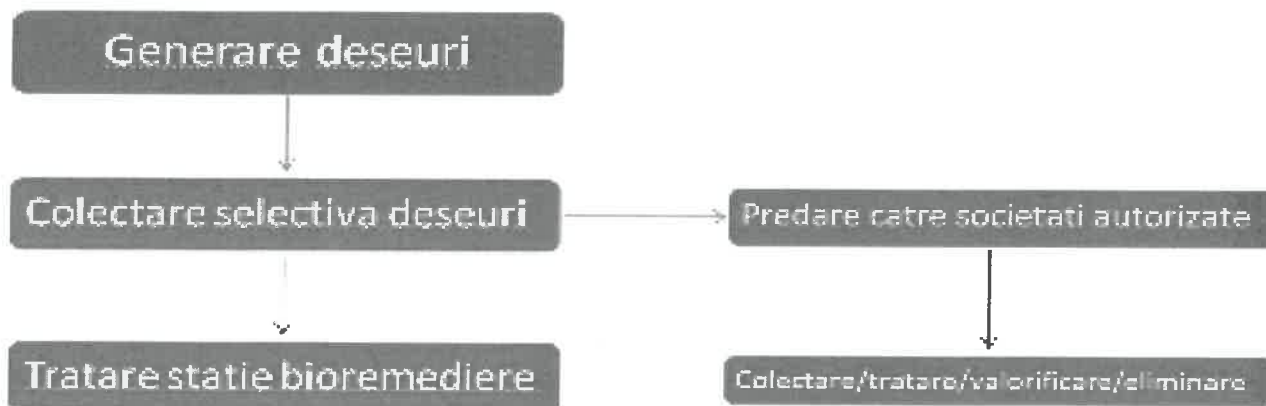 Generare deseuri
Colectare selectiva deseuri
Predare catre societati autorizate
Tratare statie bioremediere
Colectare/tratare/valorificare/eliminare